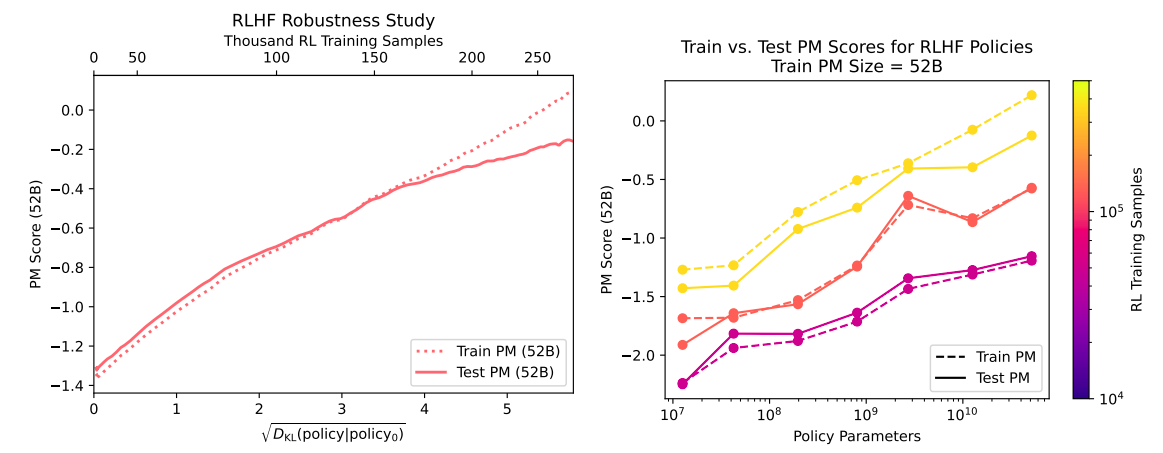 RLHF Robustness Study
Thousand RL Training Samples
0 50 100 150 200 250
0.0
−0.2
−0.4
−0.6
−0.8
−1.0
−1.2
−1.4
PM Score (52B)
Train PM (52B)
Test PM (52B)
0 1 2 3 4 5
√D_KL(policy|policy₀)
Train vs. Test PM Scores for RLHF Policies
Train PM Size = 52B
0.0
−0.5
−1.0
−1.5
−2.0
PM Score (52B)
Train PM
Test PM
10⁷ 10⁸ 10⁹ 10¹⁰
Policy Parameters
10⁵
10⁴
RL Training Samples